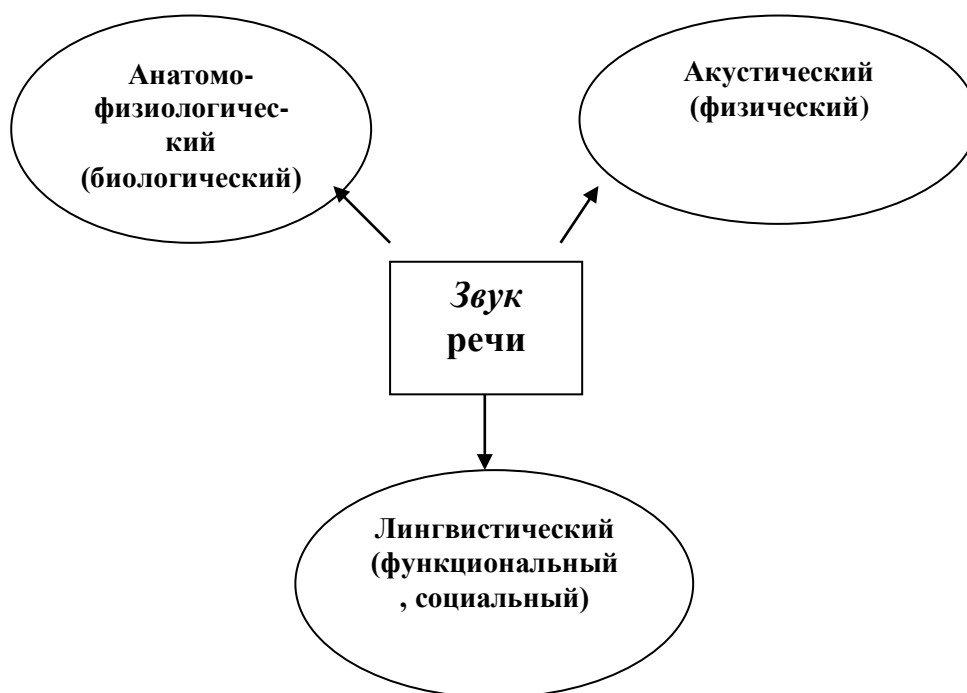 Анатомо-
физиологичес-
кий
(биологический)
Акустический
(физический)
Звук
речи
Лингвистический
(функциональный
, социальный)